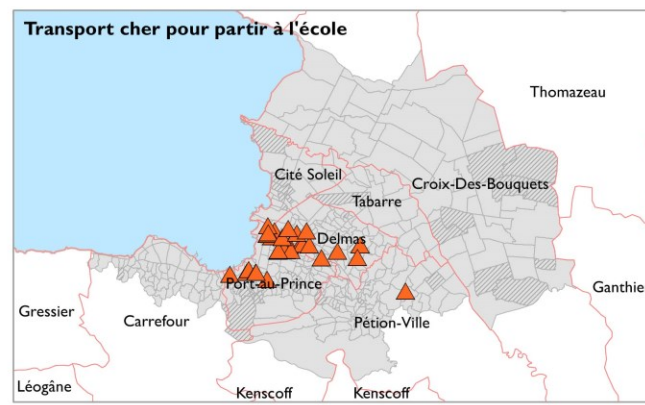 Transport cher pour partir à l'école
Thomazeau
Cité Soleil
Croix-Des-Bouquets
Tabarre
Delmas
Port-au-Prince
Ganthie
Gressier
Carrefour
Pétion-Ville
Léogâne
Kenscoff
Kenscoff